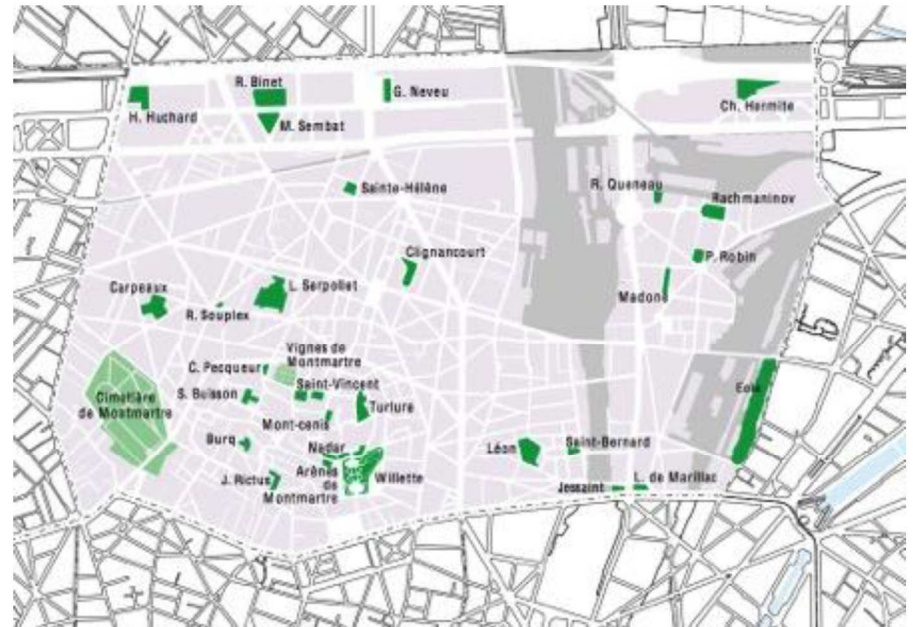 R. Binet
G. Neveu
Ch. Hermite
H. Huchard
M. Sembat
Sainte-Hélène
R. Queneau
Rachmaninov
Clignancourt
P. Robin
Carpeaux
L. Serpollet
Madone
R. Souplex
Vignes de
Montmartre
C. Pecqueur
Cimetière
de Montmartre
S. Buisson
Saint-Vincent
Eole
Turlure
Mont-cenis
Burq
Nadar
Léon
Saint-Bernard
Arènes
de
Montmartre
J. Rictus
Willette
Jessaint
L. de Marillac